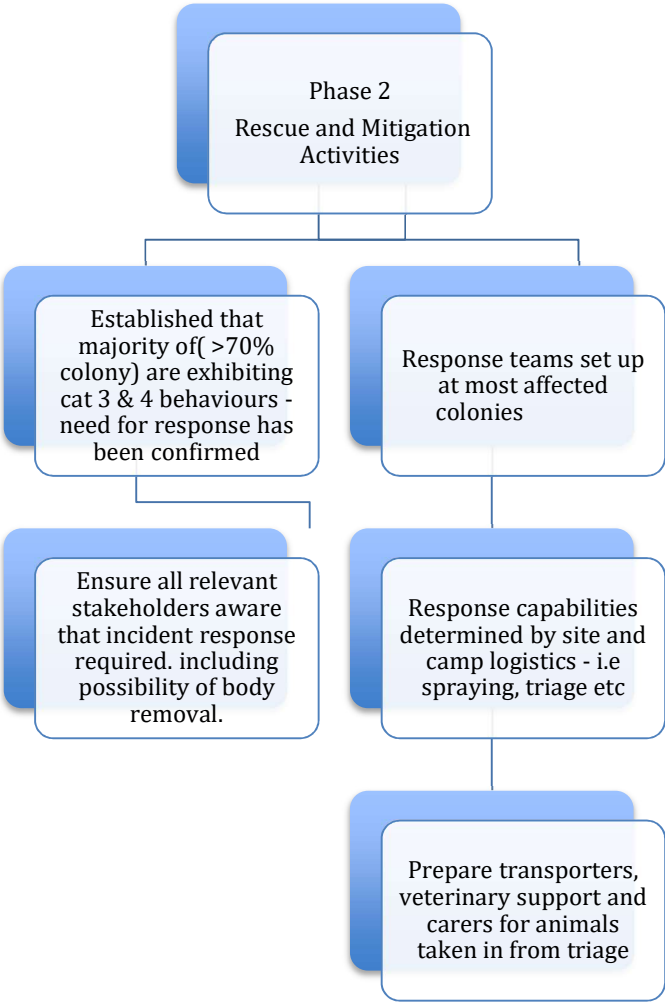 Phase 2
Rescue and Mitigation
Activities
Established that
majority of( >70%
colony) are exhibiting
cat 3 & 4 behaviours -
need for response has
been confirmed
Response teams set up
at most affected
colonies
Ensure all relevant
stakeholders aware
that incident response
required. including
possibility of body
removal.
Response capabilities
determined by site and
camp logistics - i.e
spraying, triage etc
Prepare transporters,
veterinary support and
carers for animals
taken in from triage